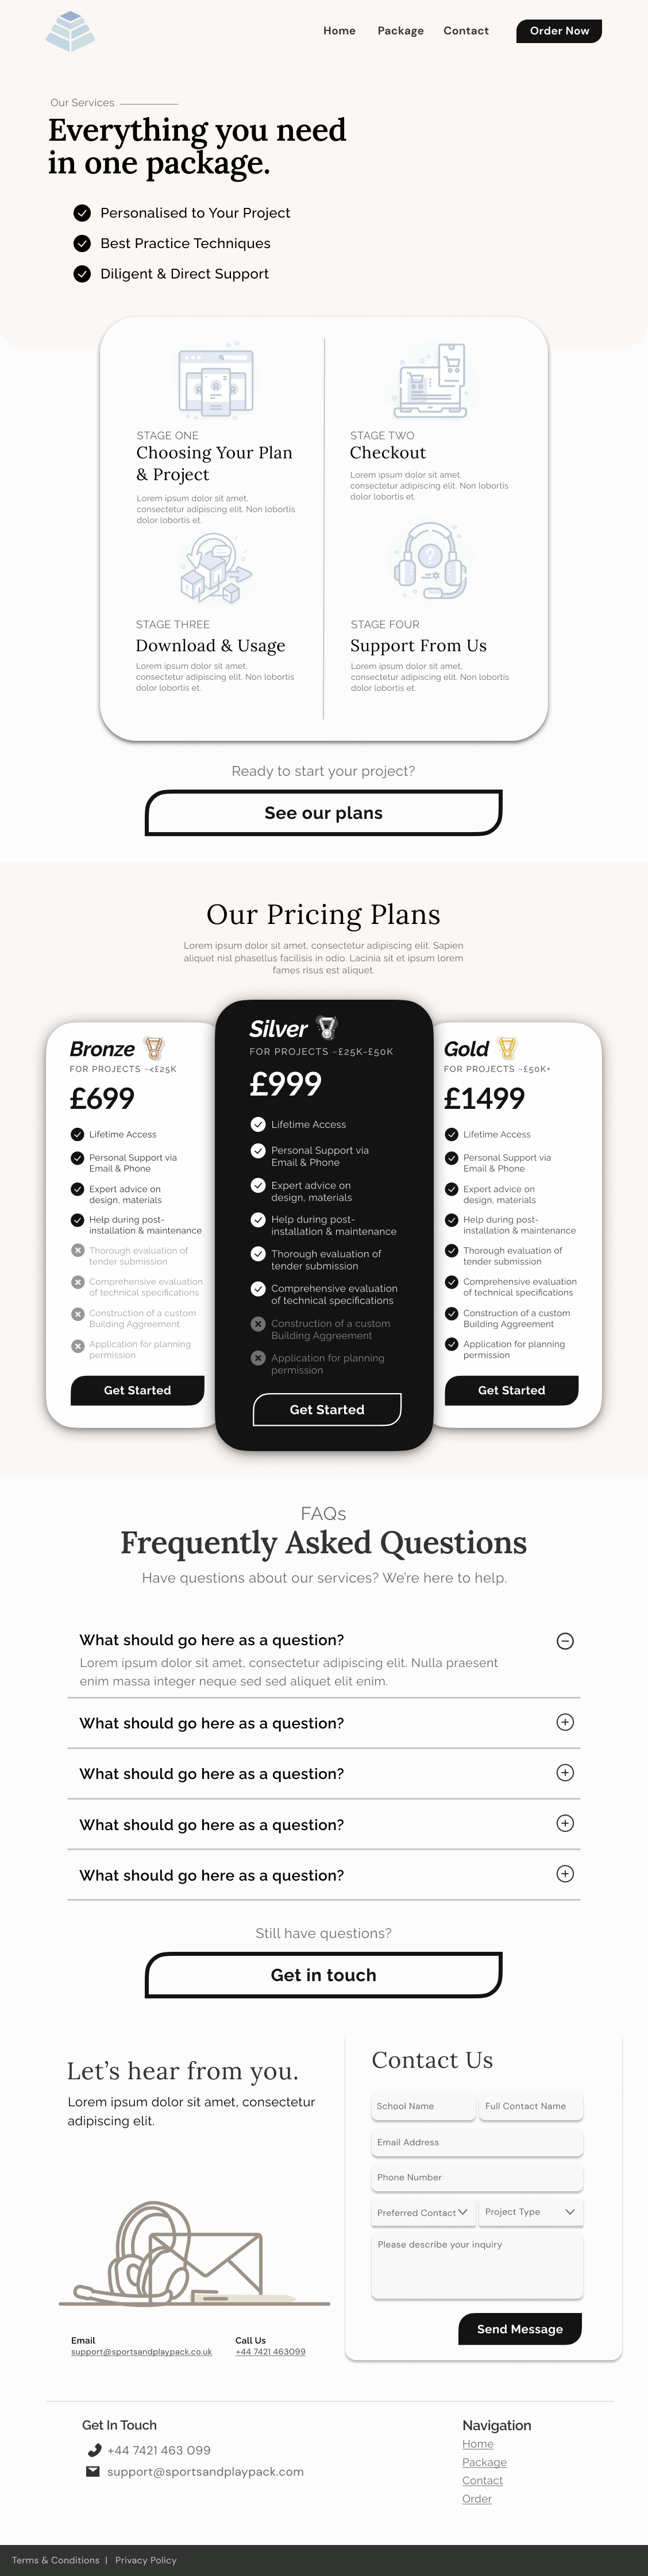 Home Package Contact Order Now
Our Services
Everything you need
in one package.
Personalised to Your Project
Best Practice Techniques
Diligent & Direct Support
STAGE ONE
Choosing Your Plan
& Project
Lorem ipsum dolor sit amet,
consectetur adipiscing elit. Non lobortis
dolor lobortis et.
STAGE TWO
Checkout
Lorem ipsum dolor sit amet,
consectetur adipiscing elit. Non lobortis
dolor lobortis et.
STAGE THREE
Download & Usage
Lorem ipsum dolor sit amet,
consectetur adipiscing elit. Non lobortis
dolor lobortis et.
?
STAGE FOUR
Support From Us
Lorem ipsum dolor sit amet,
consectetur adipiscing elit. Non lobortis
dolor lobortis et.
Ready to start your project?
See our plans
Our Pricing Plans
Lorem ipsum dolor sit amet, consectetur adipiscing elit. Sapien
aliquet nisl phasellus facilisis in odio. Lacinia sit et ipsum lorem
fames risus est aliquet.
Bronze
FOR PROJECTS ~<£25K
£699
Lifetime Access
Personal Support via
Email & Phone
Expert advice on
design, materials
Help during post-
installation & maintenance
Thorough evaluation of
tender submission
Comprehensive evaluation
of technical specifications
Construction of a custom
Building Aggreement
Application for planning
permission
Get Started
Silver
FOR PROJECTS ~£25K-£50K
£999
Lifetime Access
Personal Support via
Email & Phone
Expert advice on
design, materials
Help during post-
installation & maintenance
Thorough evaluation of
tender submission
Comprehensive evaluation
of technical specifications
Construction of a custom
Building Aggreement
Application for planning
permission
Get Started
Gold
FOR PROJECTS ~£50K+
£1499
Lifetime Access
Personal Support via
Email & Phone
Expert advice on
design, materials
Help during post-
installation & maintenance
Thorough evaluation of
tender submission
Comprehensive evaluation
of technical specifications
Construction of a custom
Building Aggreement
Application for planning
permission
Get Started
FAQs
Frequently Asked Questions
Have questions about our services? We're here to help.
What should go here as a question?
Lorem ipsum dolor sit amet, consectetur adipiscing elit. Nulla praesent
enim massa integer neque sed sed aliquet elit enim.
What should go here as a question?
What should go here as a question?
What should go here as a question?
What should go here as a question?
Still have questions?
Get in touch
Let's hear from you.
Lorem ipsum dolor sit amet, consectetur
adipiscing elit.
Email
support@sportsandplaypack.co.uk
Call Us
+44 7421 463099
Contact Us
School Name
Full Contact Name
Email Address
Phone Number
Preferred Contact
Project Type
Please describe your inquiry
Send Message
Get In Touch
+44 7421 463 099
support@sportsandplaypack.com
Navigation
Home
Package
Contact
Order
Terms & Conditions | Privacy Policy